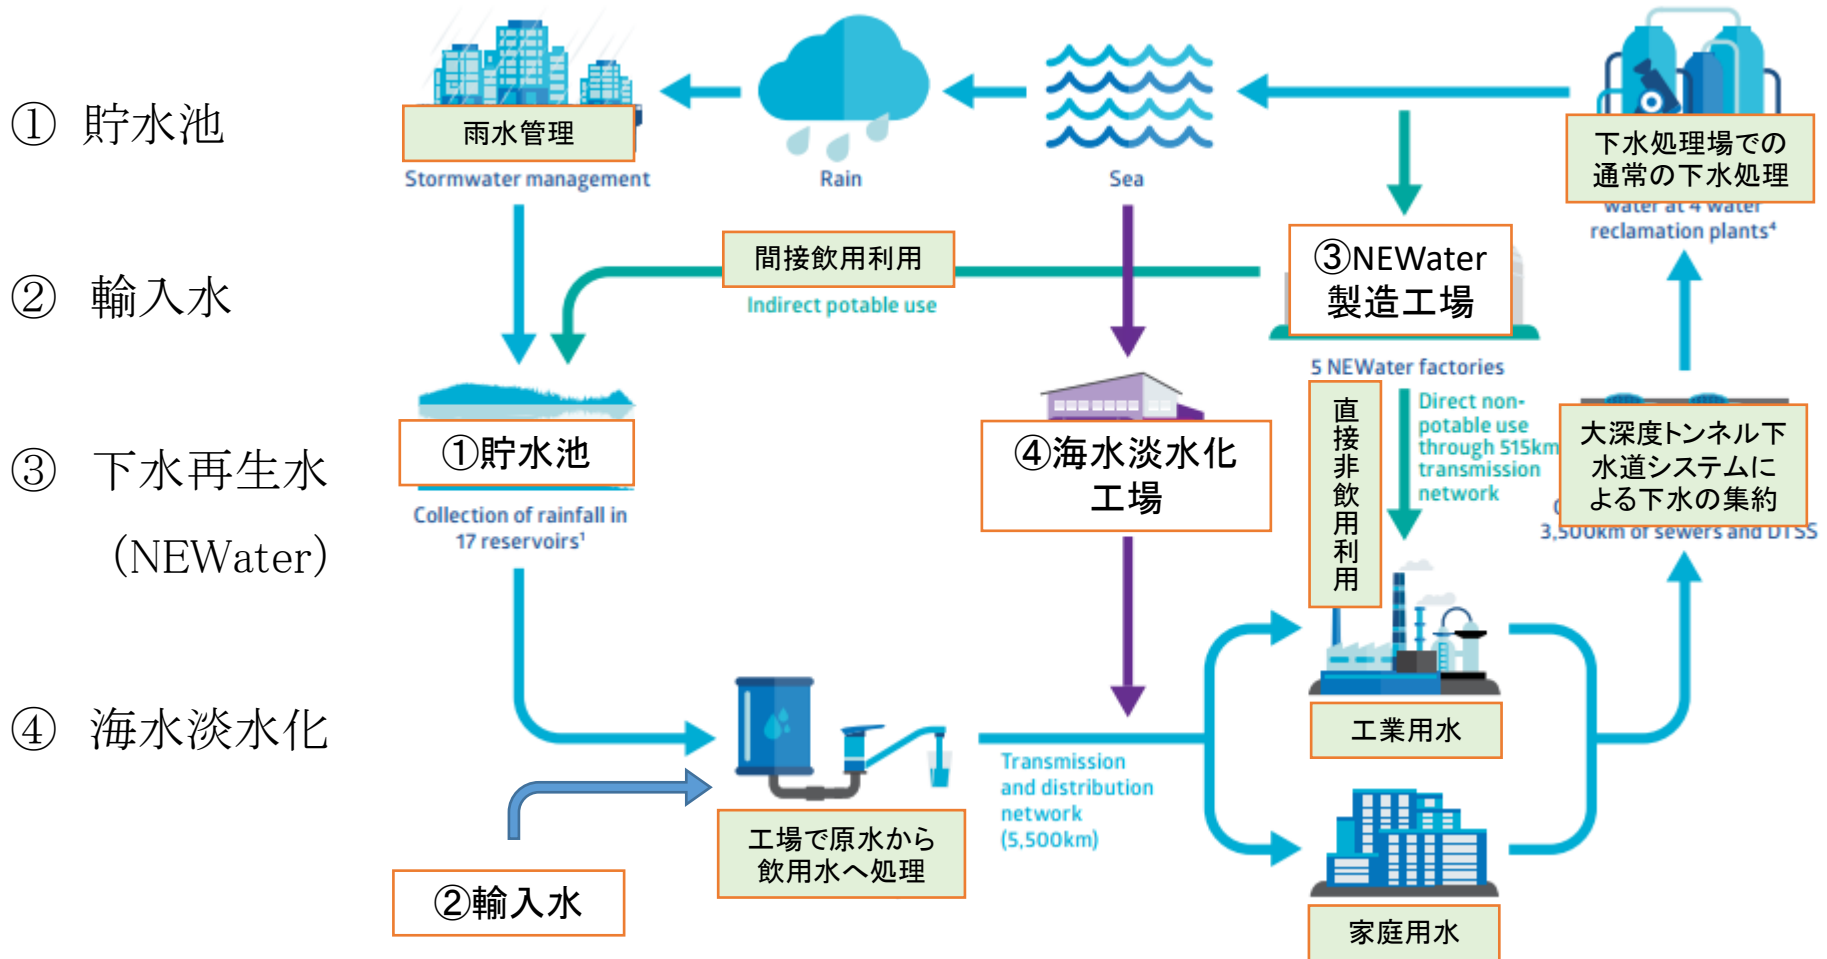 ① 貯水池
② 輸入水
③ 下水再生水
（NEWater）
④ 海水淡水化
雨水管理
Stormwater management
Rain
Sea
下水処理場での
通常の下水処理
water at 4 water
reclamation plants⁴
間接飲用利用
Indirect potable use
③NEWater
製造工場
5 NEWater factories
直接非飲用利用
Direct non-
potable use
through 515km
transmission
network
①貯水池
Collection of rainfall in
17 reservoirs¹
④海水淡水化
工場
大深度トンネル下
水道システムに
よる下水の集約
3,500km of sewers and DTSS
工業用水
Transmission
and distribution
network
(5,500km)
工場で原水から
飲用水へ処理
②輸入水
家庭用水